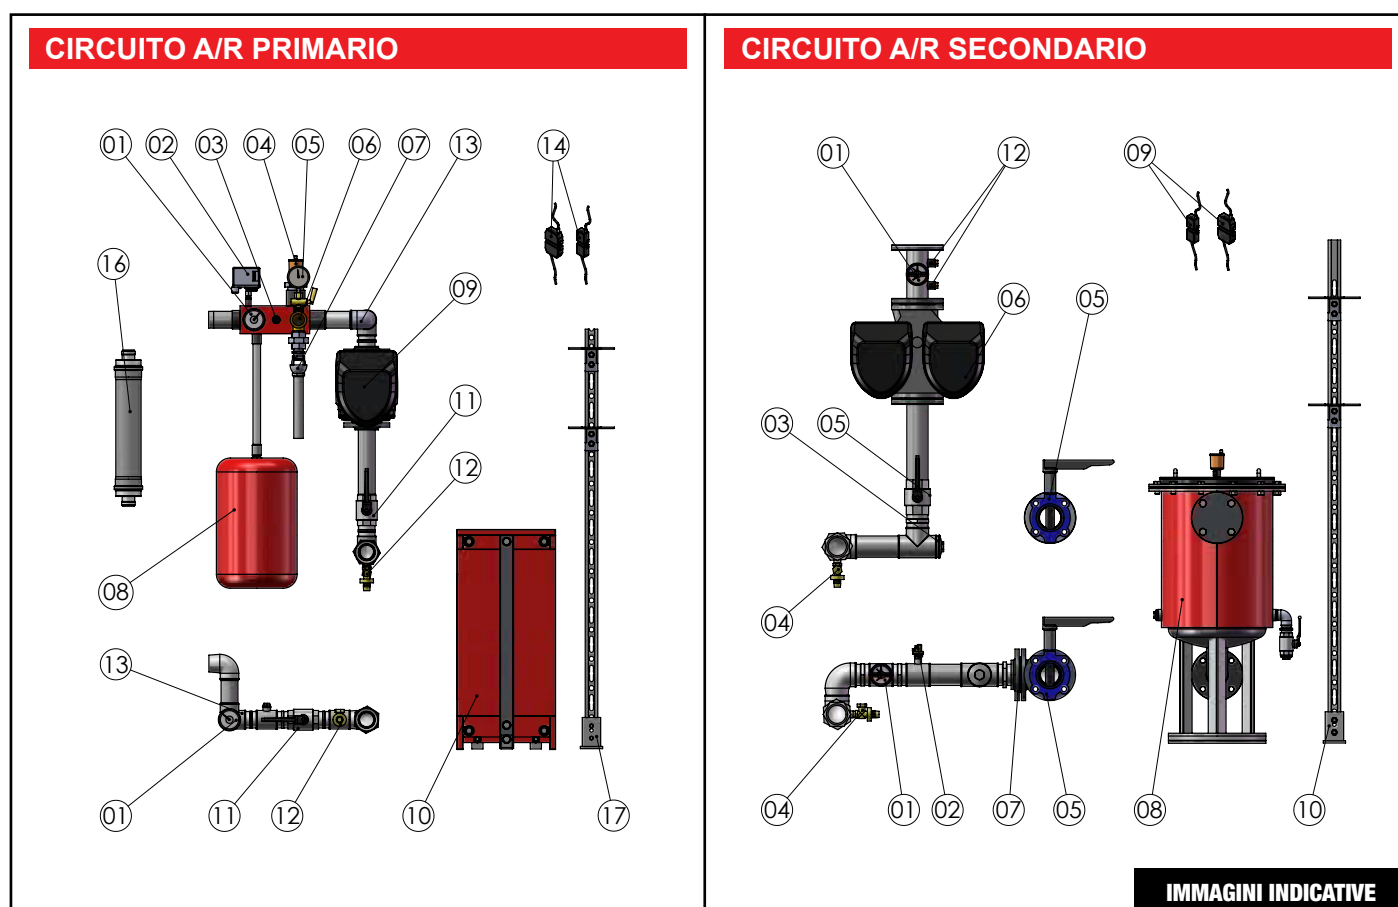 CIRCUITO A/R PRIMARIO
01 02 03 04 05 06 07 13 14
16
09
11
12
08
13
01 11 12 10 17
CIRCUITO A/R SECONDARIO
01 12 09
05
06
03 05
04
04 01 02 07 05 08 10
IMMAGINI INDICATIVE